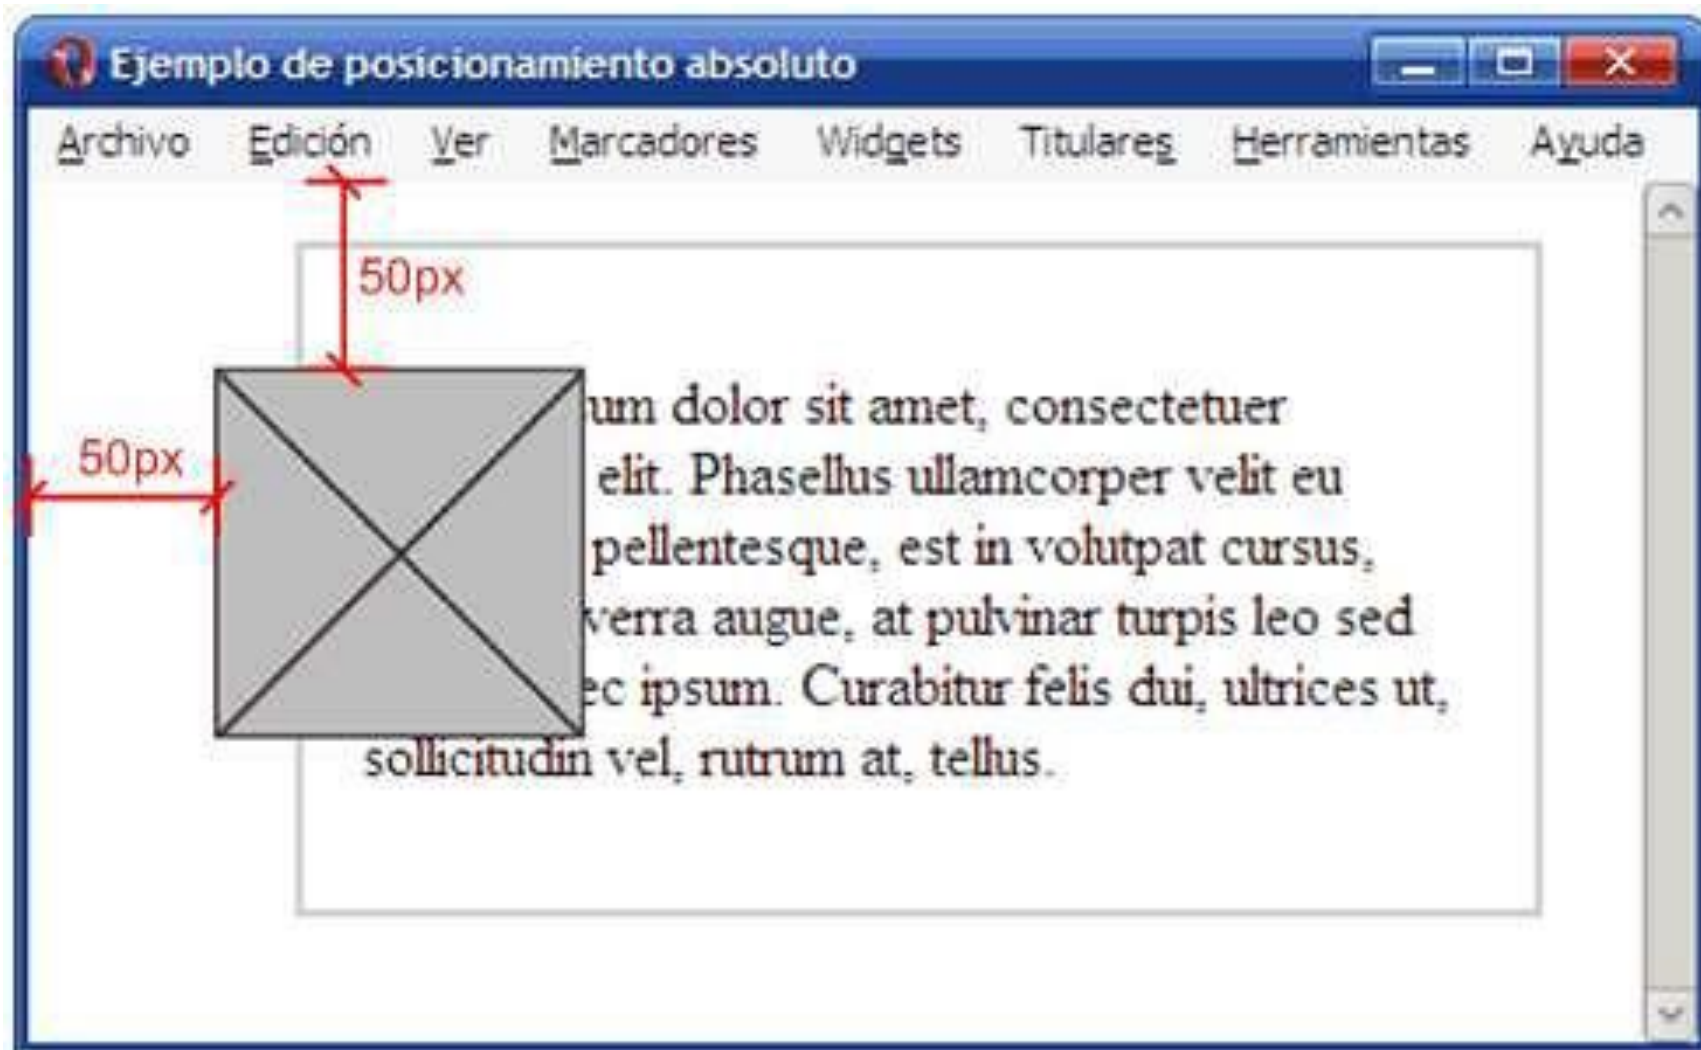 Ejemplo de posicionamiento absoluto
Archivo Edición Ver Marcadores Widgets Titulares Herramientas Ayuda
50px
50px
um dolor sit amet, consectetuer
elit. Phasellus ullamcorper velit eu
pellentesque, est in volutpat cursus,
verra augue, at pulvinar turpis leo sed
ec ipsum. Curabitur felis dui, ultrices ut,
sollicitudin vel, rutrum at, tellus.